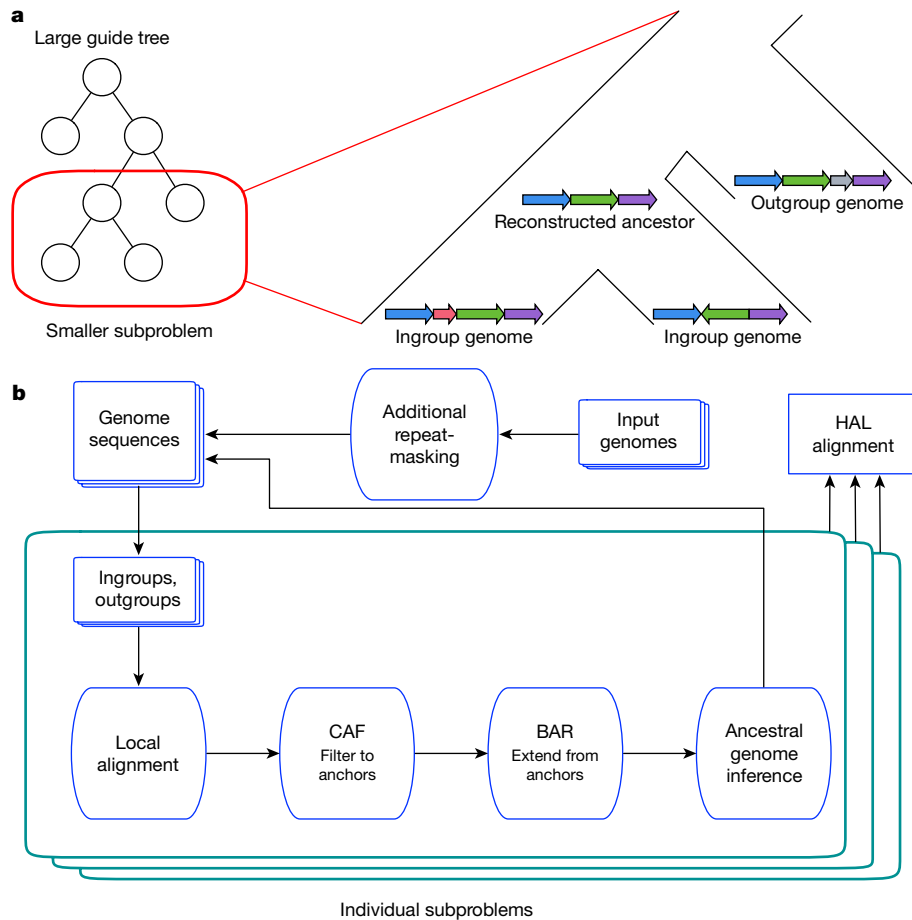 a
Large guide tree
Smaller subproblem
Reconstructed ancestor
Outgroup genome
Ingroup genome
Ingroup genome
b
Genome
sequences
Additional
repeat-
masking
Input
genomes
HAL
alignment
Ingroups,
outgroups
Local
alignment
CAF
Filter to
anchors
BAR
Extend from
anchors
Ancestral
genome
inference
Individual subproblems